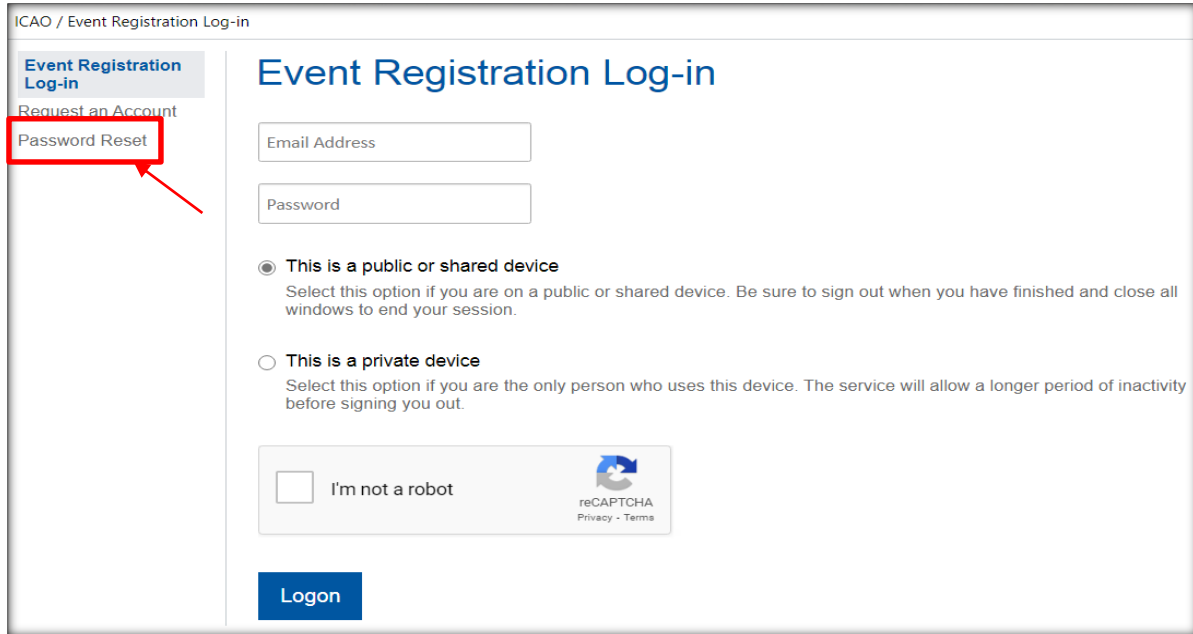 ICAO / Event Registration Log-in
Event Registration
Log-in
Request an Account
Password Reset
Event Registration Log-in
Email Address
Password
This is a public or shared device
Select this option if you are on a public or shared device. Be sure to sign out when you have finished and close all
windows to end your session.
This is a private device
Select this option if you are the only person who uses this device. The service will allow a longer period of inactivity
before signing you out.
I'm not a robot
reCAPTCHA
Privacy - Terms
Logon